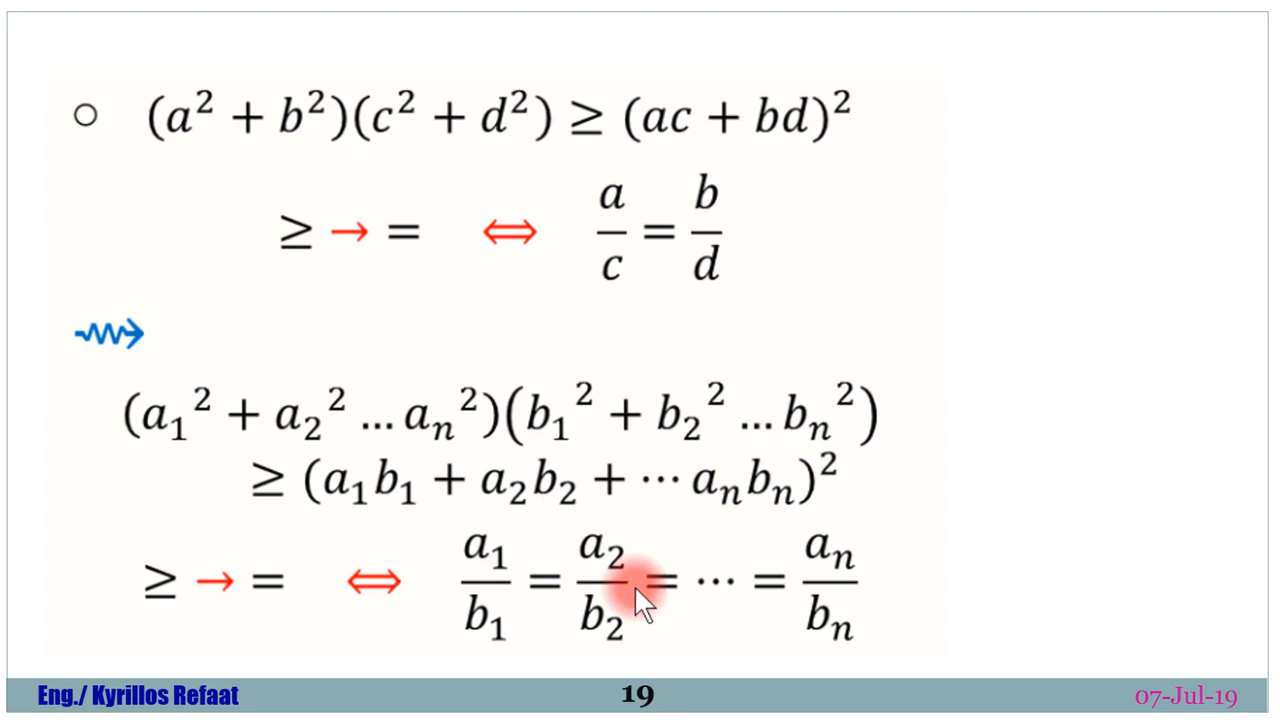 ○ (a² + b²)(c² + d²) ≥ (ac + bd)²
≥ → = ⇔ a/c = b/d
⇝
(a₁² + a₂² ... aₙ²)(b₁² + b₂² ... bₙ²)
≥ (a₁b₁ + a₂b₂ + ⋯ aₙbₙ)²
≥ → = ⇔ a₁/b₁ = a₂/b₂ = ⋯ = aₙ/bₙ
Eng./ Kyrillos Refaat 19 07-Jul-19